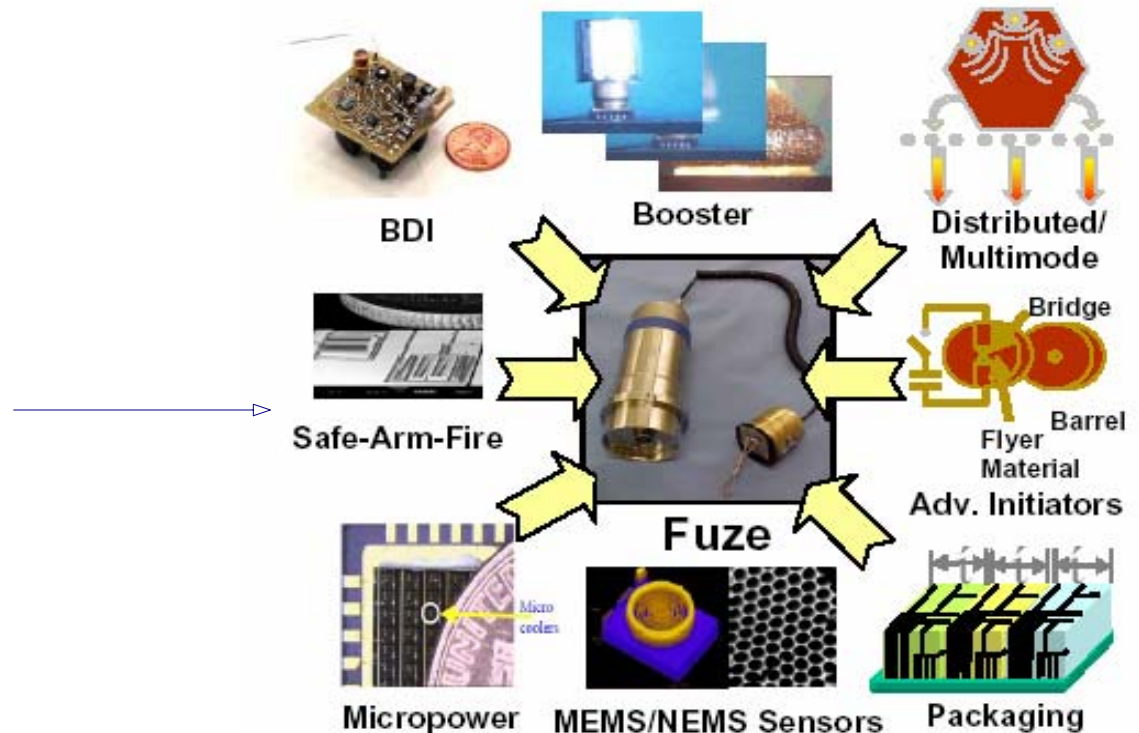 BDI
Booster
Distributed/
Multimode
Safe-Arm-Fire
Bridge
Barrel
Flyer
Material
Adv. Initiators
Fuze
Micro
coolers
Micropower
MEMS/NEMS Sensors
Packaging